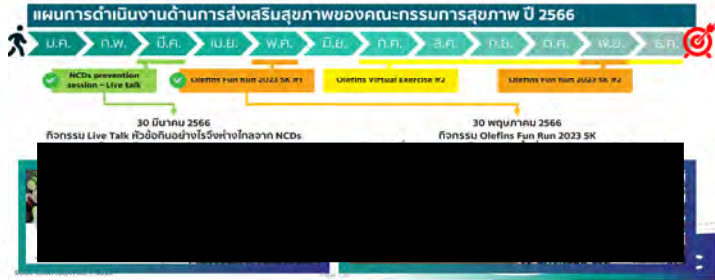 แผนการดำเนินงานด้านการส่งเสริมสุขภาพของคณะกรรมการสุขภาพ ปี 2566
ม.ค. ก.พ. มี.ค. เม.ย. พ.ค. มิ.ย. ก.ค. ส.ค. ก.ย. ต.ค. พ.ย. ธ.ค.
NCDs prevention
session – Live talk
Olefins Fun Run 2023 5K #1
Olefins Virtual Exercise #2
Olefins Fun Run 2023 5K #2
30 มีนาคม 2566
กิจกรรม Live Talk หัวข้อกินอย่างไรจึงห่างไกลจาก NCDs
30 พฤษภาคม 2566
กิจกรรม Olefins Fun Run 2023 5K